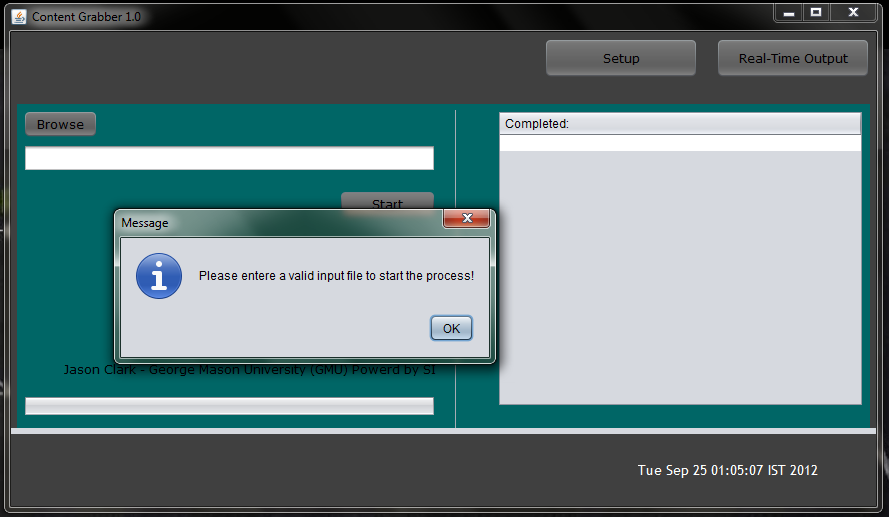 Content Grabber 1.0
Setup
Real-Time Output
Browse
Completed:
Start
Message
Please entere a valid input file to start the process!
OK
Jason Clark - George Mason University (GMU) Powerd by SI
Tue Sep 25 01:05:07 IST 2012